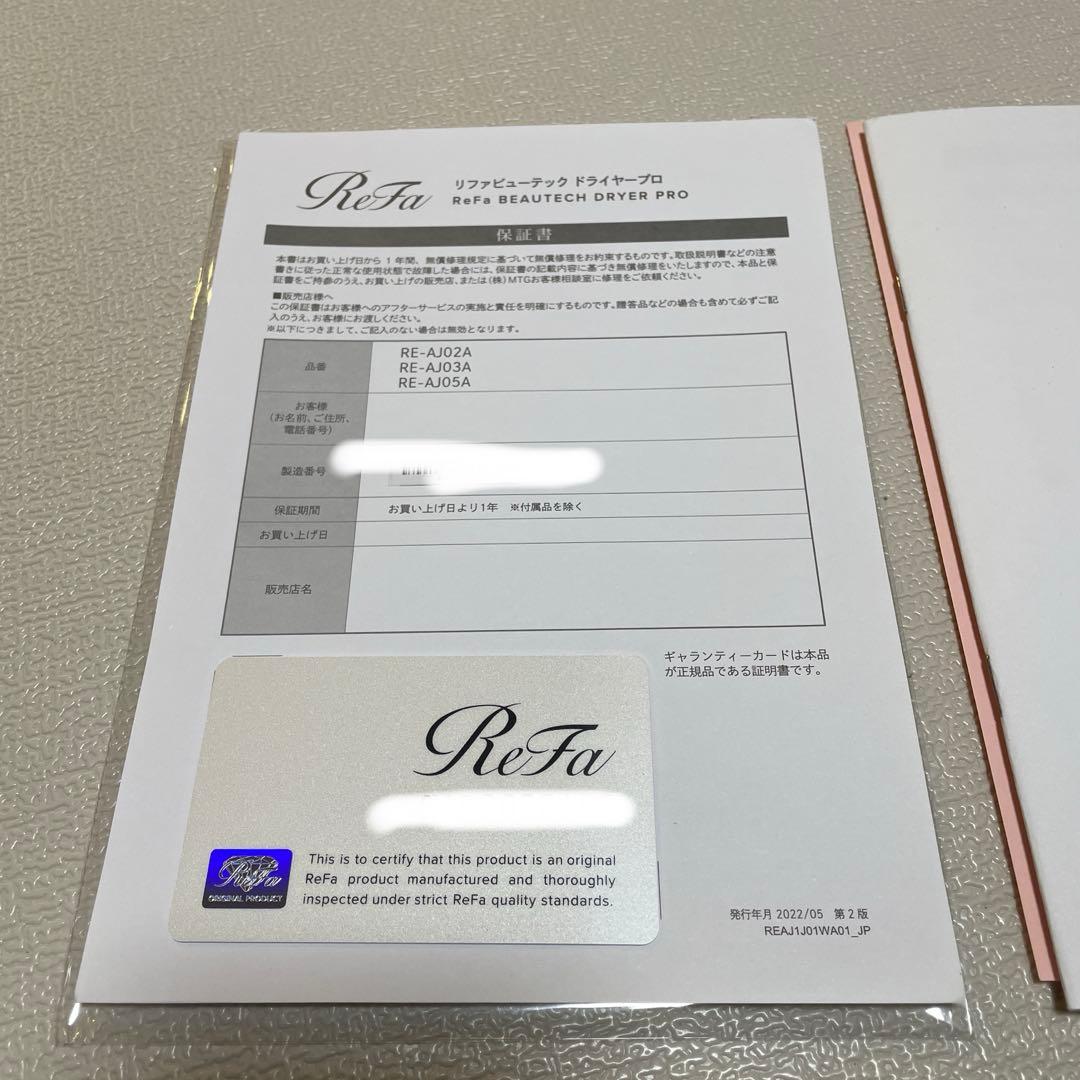 ReFa
リファビューテック ドライヤープロ
ReFa BEAUTECH DRYER PRO
保証書
本書はお買い上げ日から1年間、無償修理規定に基づいて無償修理をお約束するものです。取扱説明書などの注意
書きに従った正常な使用状態で故障した場合には、保証書の記載内容に基づき無償修理をいたしますので、本品と保
証書をご持参のうえ、お買い上げの販売店、または(株)MTGお客様相談室に修理をご依頼ください。
■販売店様へ
この保証書はお客様へのアフターサービスの実施と責任を明確にするものです。贈答品などの場合も含めて必ずご記
入のうえ、お客様にお渡しください。
※以下につきまして、ご記入のない場合は無効となります。
品番
RE-AJ02A
RE-AJ03A
RE-AJ05A
お客様
(お名前、ご住所、
電話番号)
製造番号
保証期間
お買い上げ日より1年 ※付属品を除く
お買い上げ日
販売店名
ギャランティーカードは本品
が正規品である証明書です。
ReFa
ReFa
ORIGINAL PRODUCT
This is to certify that this product is an original
ReFa product manufactured and thoroughly
inspected under strict ReFa quality standards.
発行年月 2022/05 第2版
REAJ1J01WA01_JP